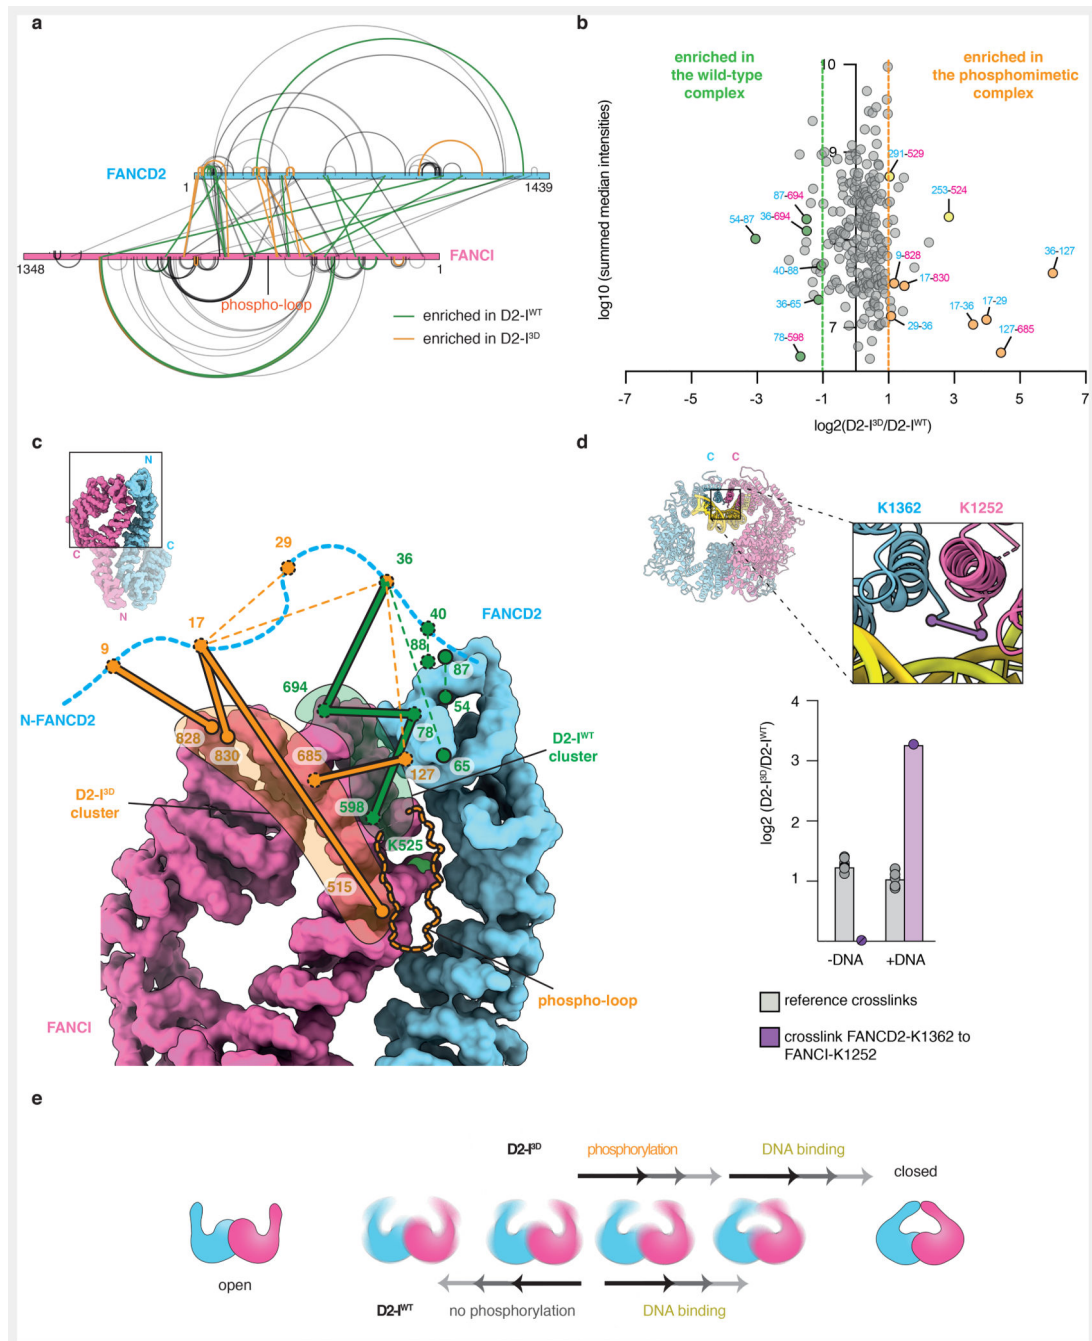 a
FANCD2
1
1439
1348
1
FANCI
phospho-loop
enriched in D2-I^WT
enriched in D2-I^3D
b
enriched in
the wild-type
complex
enriched in
the phosphomimetic
complex
log10 (summed median intensities)
10
9
7
291-529
253-524
87-694
36-694
54-87
40-88
36-65
78-598
9-828
17-830
36-127
17-36
17-29
29-36
127-685
-7
-5
-3
-1
1
3
5
7
log2(D2-I^3D/D2-I^WT)
c
N
C
C
N
29
36
17
9
40
88
87
FANCD2
N-FANCD2
694
54
78
65
828
830
685
127
D2-I^WT
cluster
D2-I^3D
cluster
598
K525
515
phospho-loop
FANCI
d
C
C
K1362
K1252
log2 (D2-I^3D/D2-I^WT)
4
3
2
1
-DNA
+DNA
reference crosslinks
crosslink FANCD2-K1362 to
FANCI-K1252
e
D2-I^3D
phosphorylation
DNA binding
closed
open
D2-I^WT
no phosphorylation
DNA binding